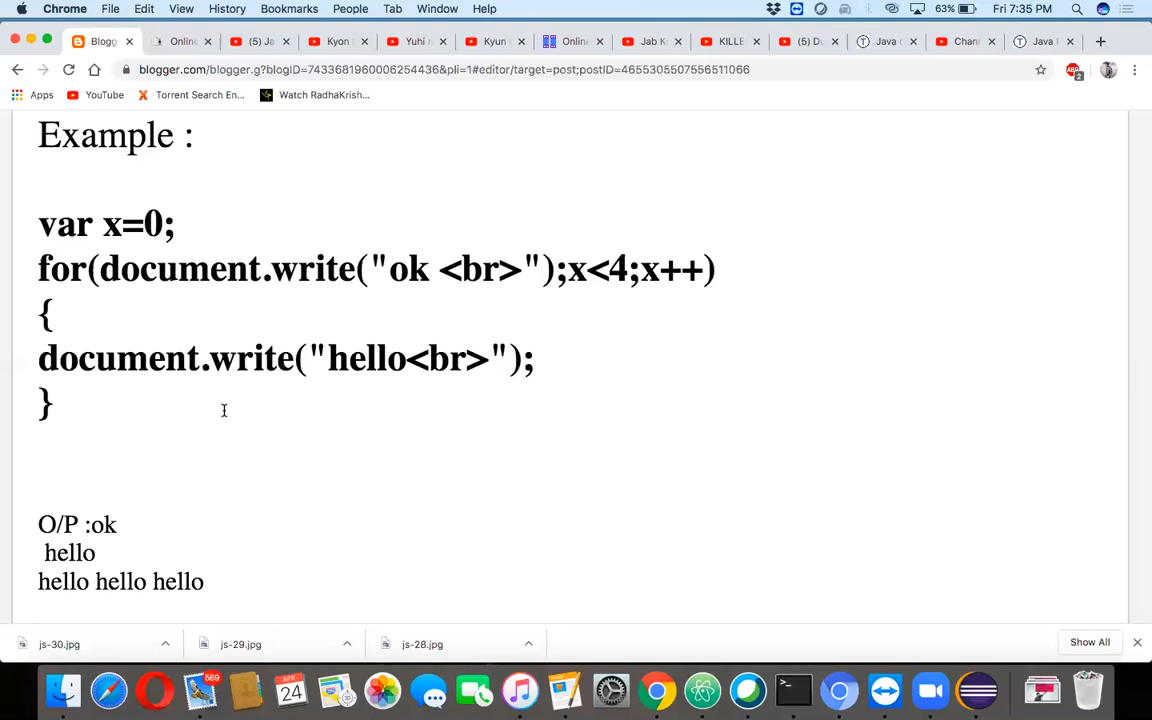 Chrome File Edit View History Bookmarks People Tab Window Help 63% Fri 7:35 PM
Blogg Online (5) Ja Kyon Yuhi Kyun Online Jab K KILLE (5) Du Java Chann Java
blogger.com/blogger.g?blogID=7433681960006254436&pli=1#editor/target=post;postID=4655305507556511066
Apps YouTube Torrent Search En... Watch RadhaKrish...
Example :
var x=0;
for(document.write("ok <br>");x<4;x++)
{
document.write("hello<br>");
}
O/P :ok
hello
hello hello hello
js-30.jpg js-29.jpg js-28.jpg Show All
569 APR 24